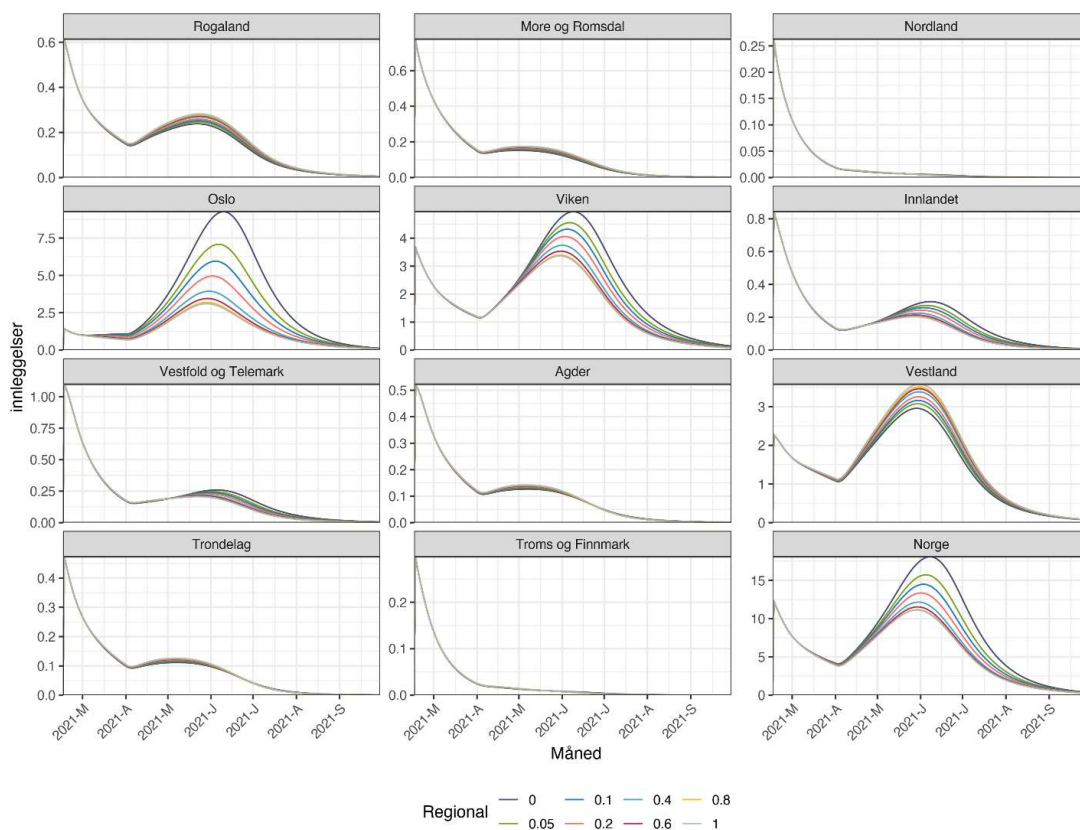 Rogaland
More og Romsdal
Nordland
0.6
0.4
0.2
0.0
0.6
0.4
0.2
0.0
0.25
0.20
0.15
0.10
0.05
0.00
Oslo
Viken
Innlandet
7.5
5.0
2.5
0.0
4
3
2
1
0
0.8
0.6
0.4
0.2
0.0
innleggelser
Vestfold og Telemark
Agder
Vestland
1.00
0.75
0.50
0.25
0.00
0.5
0.4
0.3
0.2
0.1
0.0
3
2
1
0
Trondelag
Troms og Finnmark
Norge
0.4
0.3
0.2
0.1
0.0
0.2
0.1
0.0
15
10
5
0
2021-M 2021-A 2021-M 2021-J 2021-J 2021-A 2021-S
2021-M 2021-A 2021-M 2021-J 2021-J 2021-A 2021-S
2021-M 2021-A 2021-M 2021-J 2021-J 2021-A 2021-S
Måned
Regional
0 0.1 0.4 0.8
0.05 0.2 0.6 1